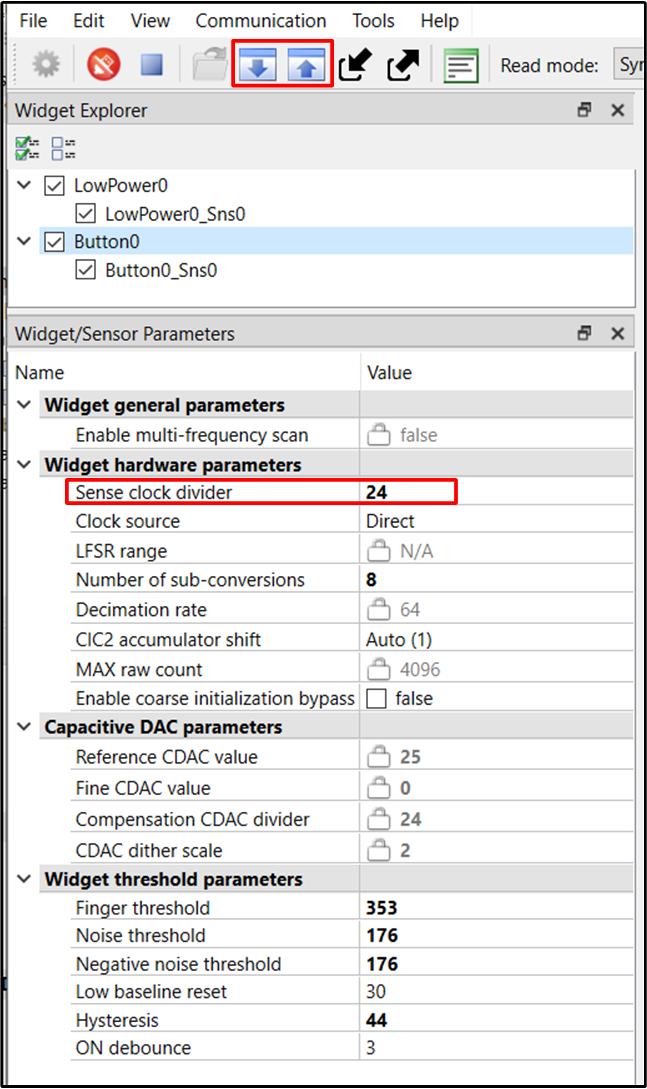 File Edit View Communication Tools Help
Read mode: Syn
Widget Explorer
LowPower0
LowPower0_Sns0
Button0
Button0_Sns0
Widget/Sensor Parameters
Name Value
Widget general parameters
Enable multi-frequency scan false
Widget hardware parameters
Sense clock divider 24
Clock source Direct
LFSR range N/A
Number of sub-conversions 8
Decimation rate 64
CIC2 accumulator shift Auto (1)
MAX raw count 4096
Enable coarse initialization bypass false
Capacitive DAC parameters
Reference CDAC value 25
Fine CDAC value 0
Compensation CDAC divider 24
CDAC dither scale 2
Widget threshold parameters
Finger threshold 353
Noise threshold 176
Negative noise threshold 176
Low baseline reset 30
Hysteresis 44
ON debounce 3